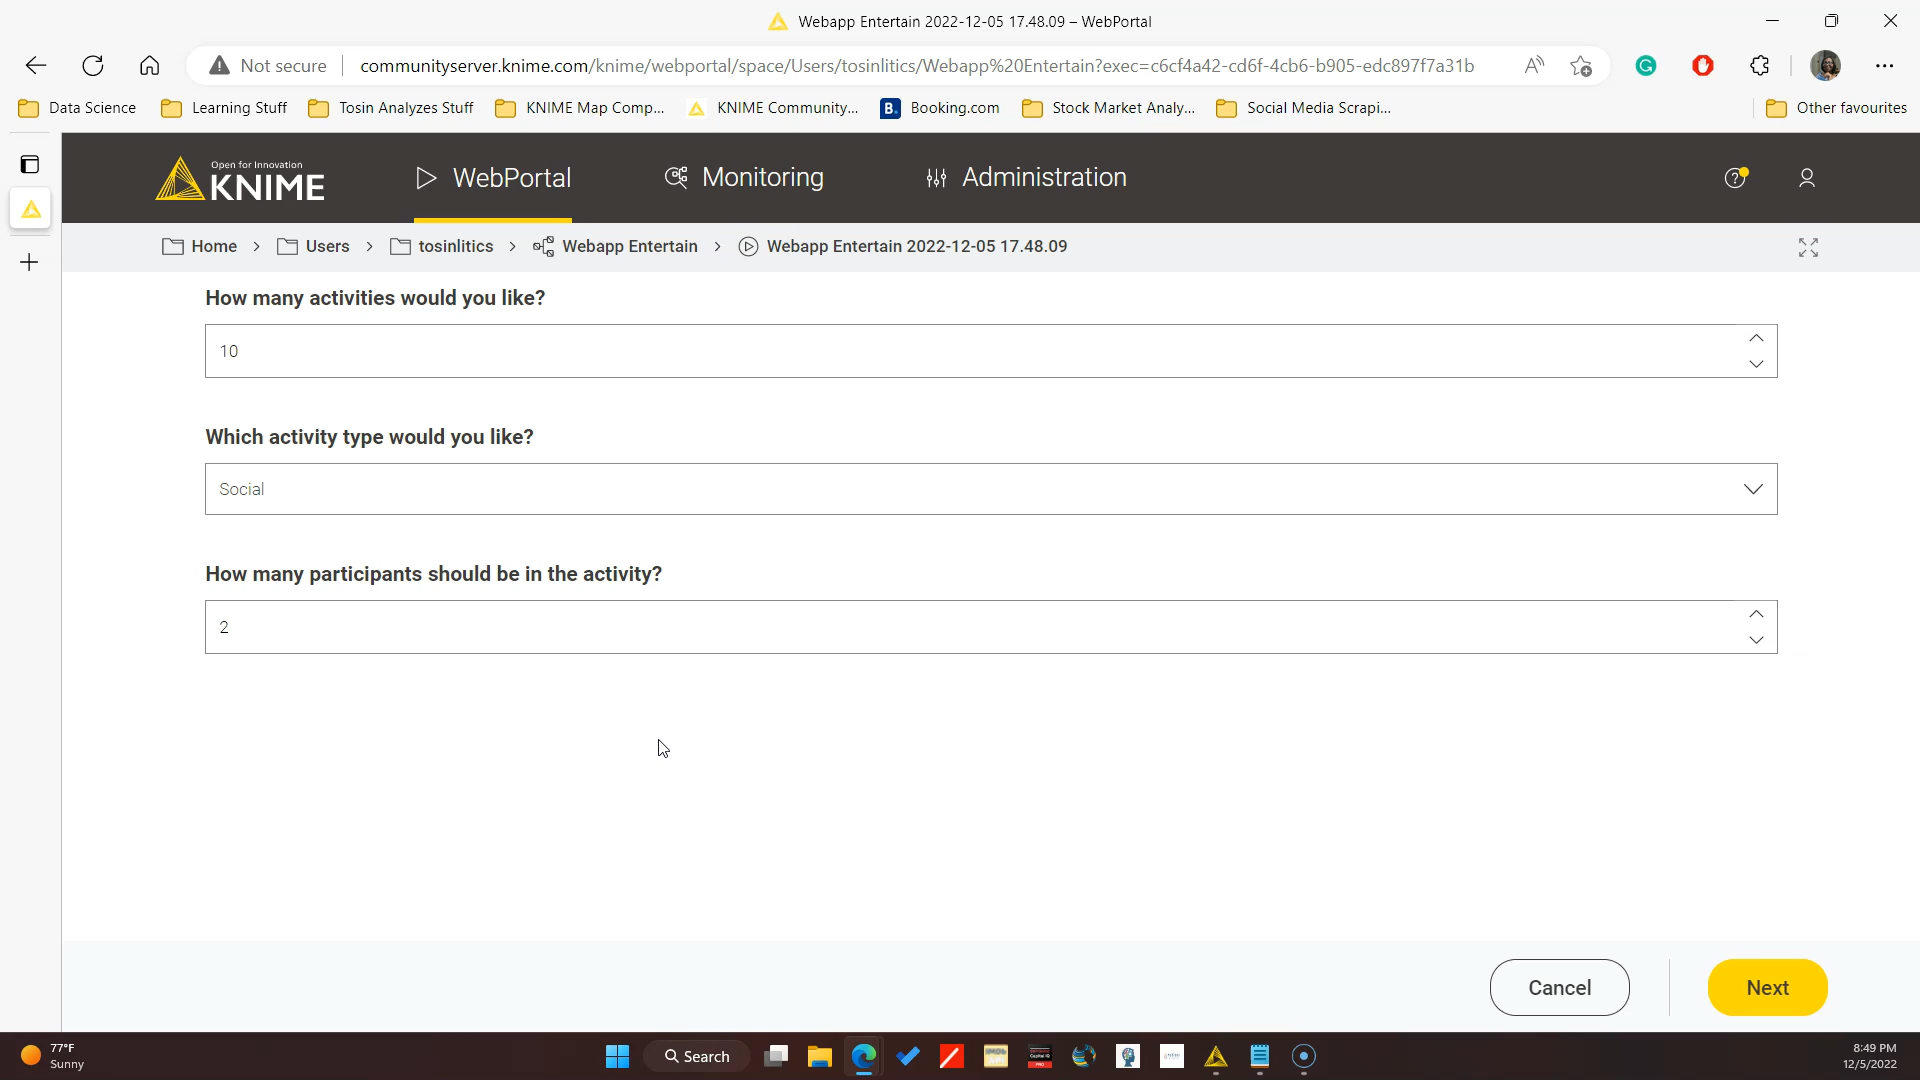 Webapp Entertain 2022-12-05 17.48.09 – WebPortal
Not secure communityserver.knime.com/knime/webportal/space/Users/tosinlitics/Webapp%20Entertain?exec=c6cf4a42-cd6f-4cb6-b905-edc897f7a31b
Data Science Learning Stuff Tosin Analyzes Stuff KNIME Map Comp... KNIME Community... B. Booking.com Stock Market Analy... Social Media Scrapi... Other favourites
Open for Innovation
KNIME WebPortal Monitoring Administration
Home > Users > tosinlitics > Webapp Entertain > Webapp Entertain 2022-12-05 17.48.09
How many activities would you like?
10
Which activity type would you like?
Social
How many participants should be in the activity?
2
Cancel Next
77°F
Sunny
Search
8:49 PM
12/5/2022